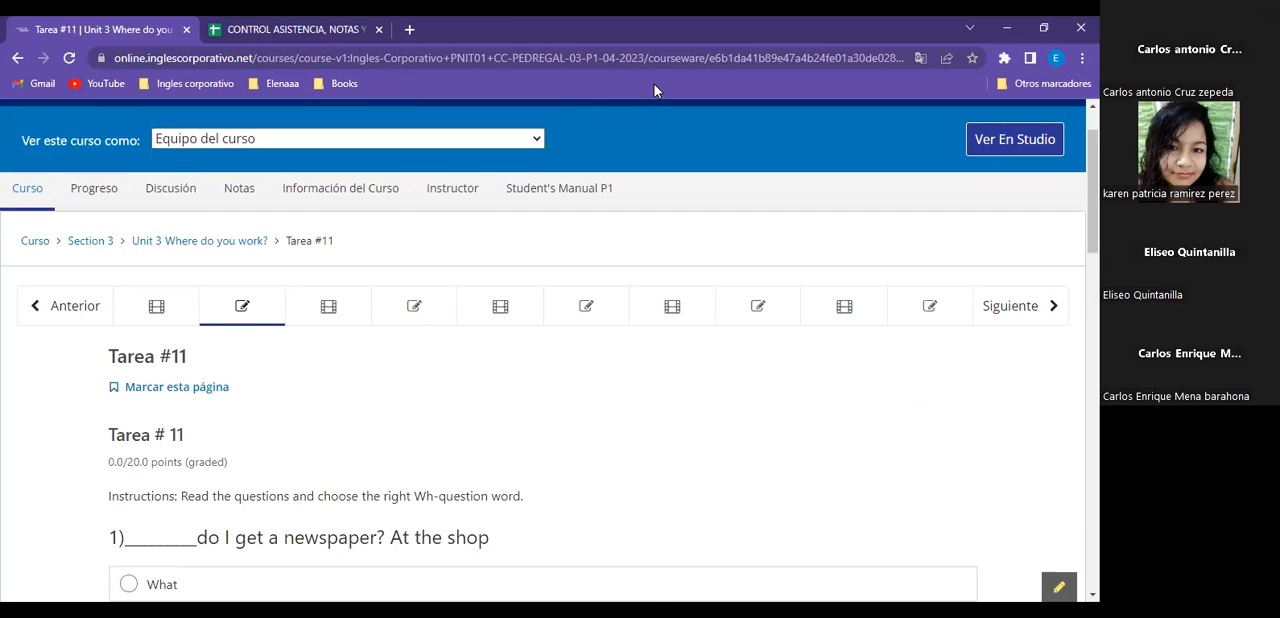 Tarea #11 | Unit 3 Where do you
CONTROL ASISTENCIA, NOTAS Y
online.inglescorporativo.net/courses/course-v1:Ingles-Corporativo+PNIT01+CC-PEDREGAL-03-P1-04-2023/courseware/e6b1da41b89e47a4b24fe01a30de028...
E
Gmail
YouTube
Ingles corporativo
Elenaaa
Books
Otros marcadores
Ver este curso como:
Equipo del curso
Ver En Studio
Curso
Progreso
Discusión
Notas
Información del Curso
Instructor
Student's Manual P1
Curso > Section 3 > Unit 3 Where do you work? > Tarea #11
Anterior
Siguiente
Tarea #11
Marcar esta página
Tarea # 11
0.0/20.0 points (graded)
Instructions: Read the questions and choose the right Wh-question word.
1)_________do I get a newspaper? At the shop
What
Carlos antonio Cr...
Carlos antonio Cruz zepeda
karen patricia ramirez perez
Eliseo Quintanilla
Eliseo Quintanilla
Carlos Enrique M...
Carlos Enrique Mena barahona